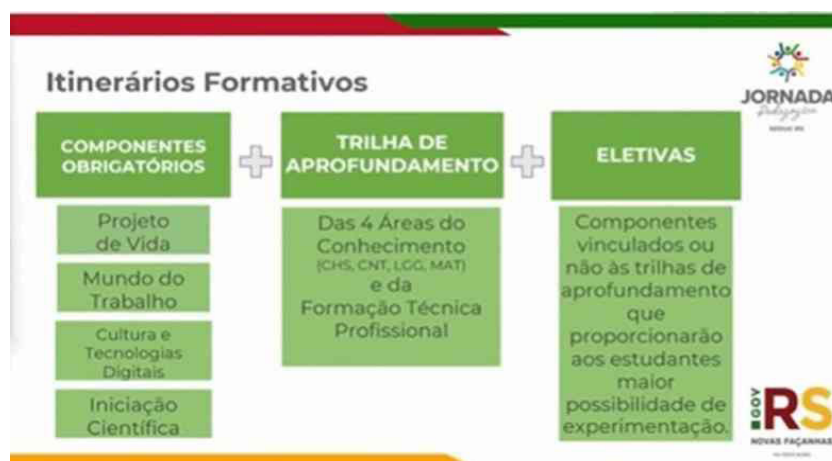 Itinerários Formativos
JORNADA
Pedagógica
COMPONENTES
OBRIGATÓRIOS
TRILHA DE
APROFUNDAMENTO
ELETIVAS
Projeto
de Vida
Mundo do
Trabalho
Cultura e
Tecnologias
Digitais
Iniciação
Científica
Das 4 Áreas do
Conhecimento
(CHS, CNT, LGG, MAT)
e da
Formação Técnica
Profissional
Componentes
vinculados ou
não às trilhas de
aprofundamento
que
proporcionarão
aos estudantes
maior
possibilidade de
experimentação.
GOV
RS
NOVAS FAÇANHAS